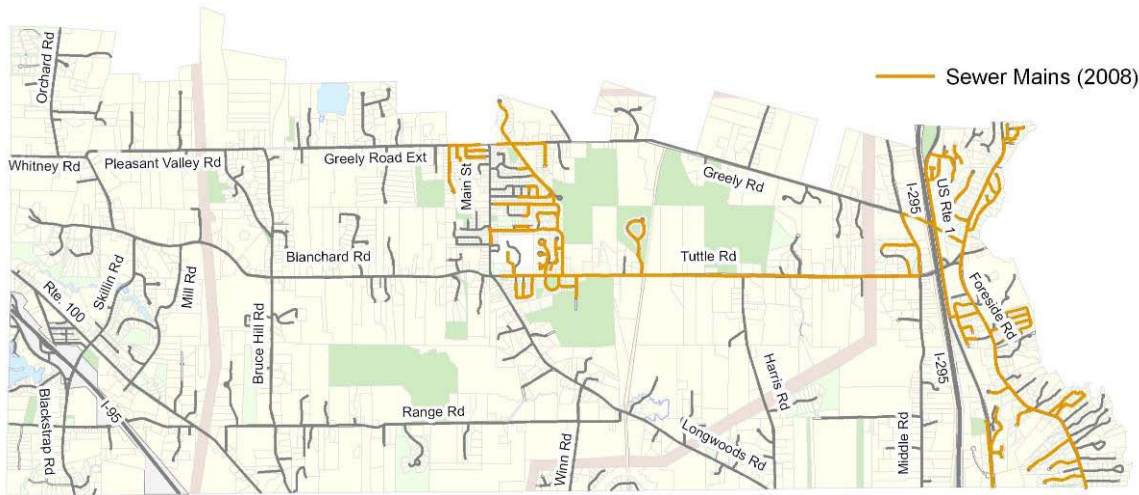 Sewer Mains (2008)
Orchard Rd
Whitney Rd
Pleasant Valley Rd
Greely Road Ext
Main St
Greely Rd
I-295
US Rte 1
Blanchard Rd
Tuttle Rd
Skillin Rd
Mill Rd
Rte. 100
Foreside Rd
Bruce Hill Rd
Harris Rd
I-295
Blackstrap Rd
I-95
Range Rd
Winn Rd
Longwoods Rd
Middle Rd